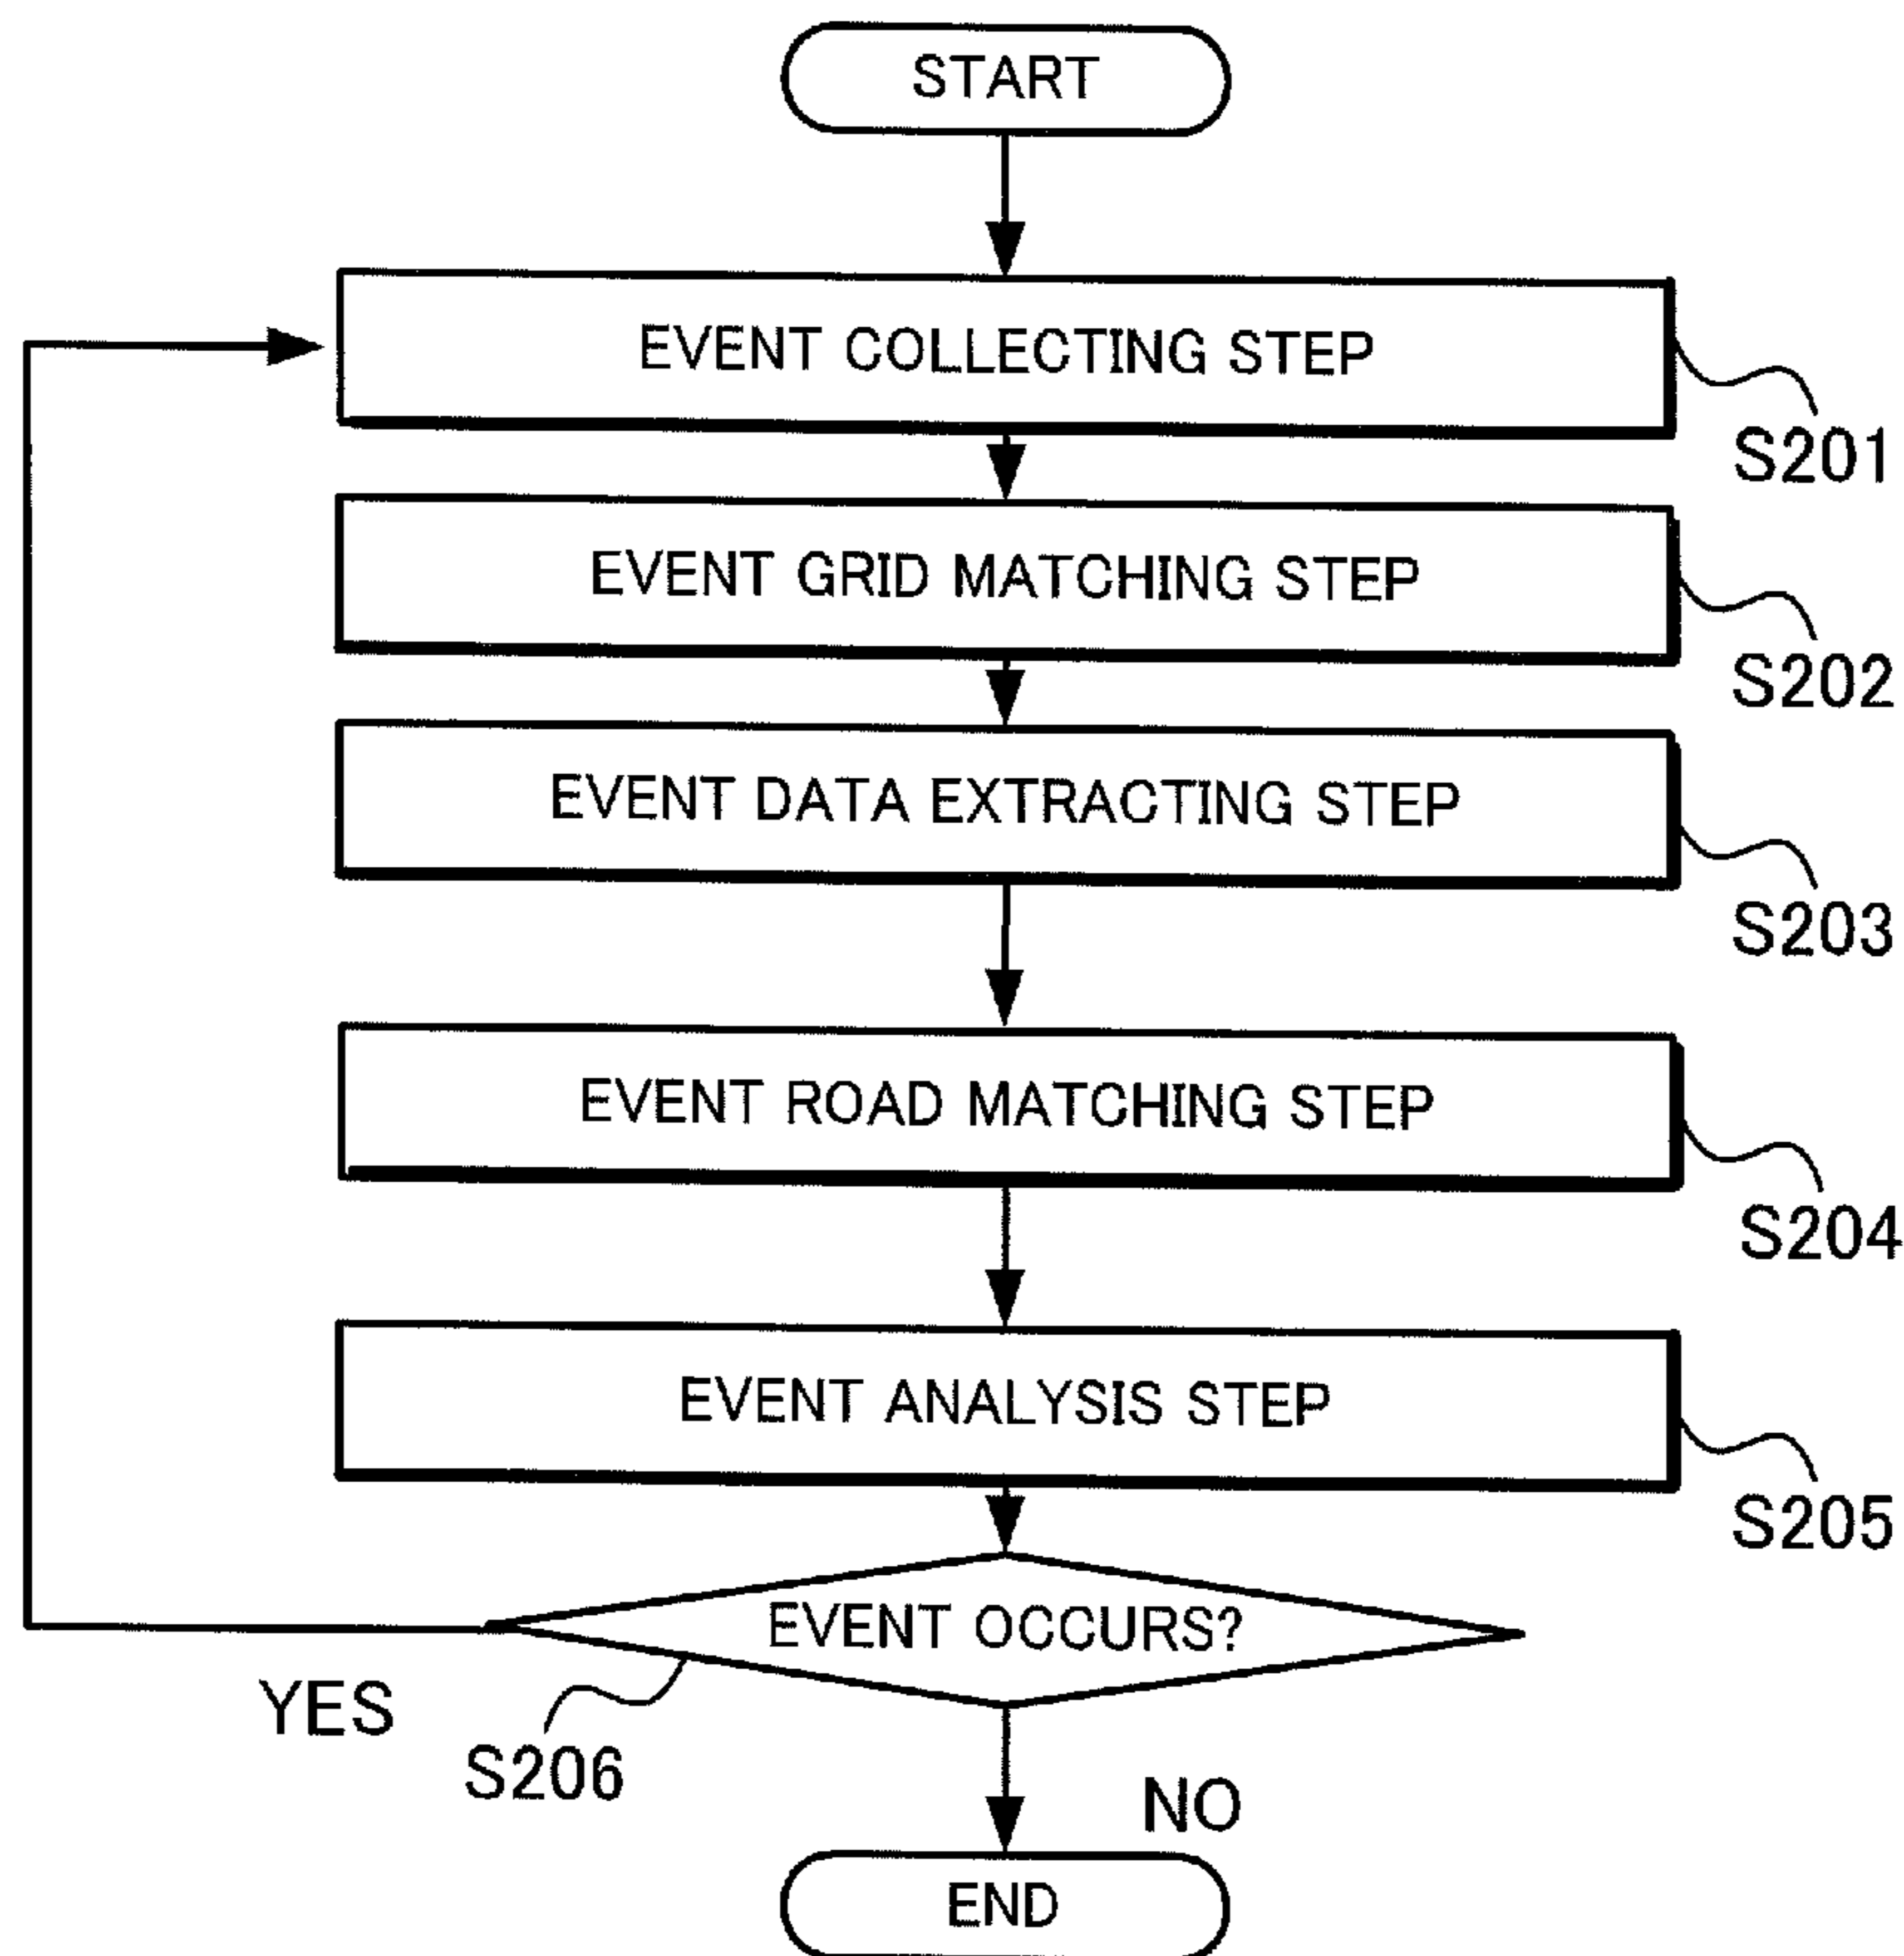 START
EVENT COLLECTING STEP
S201
EVENT GRID MATCHING STEP
S202
EVENT DATA EXTRACTING STEP
S203
EVENT ROAD MATCHING STEP
S204
EVENT ANALYSIS STEP
S205
EVENT OCCURS?
YES
S206
NO
END